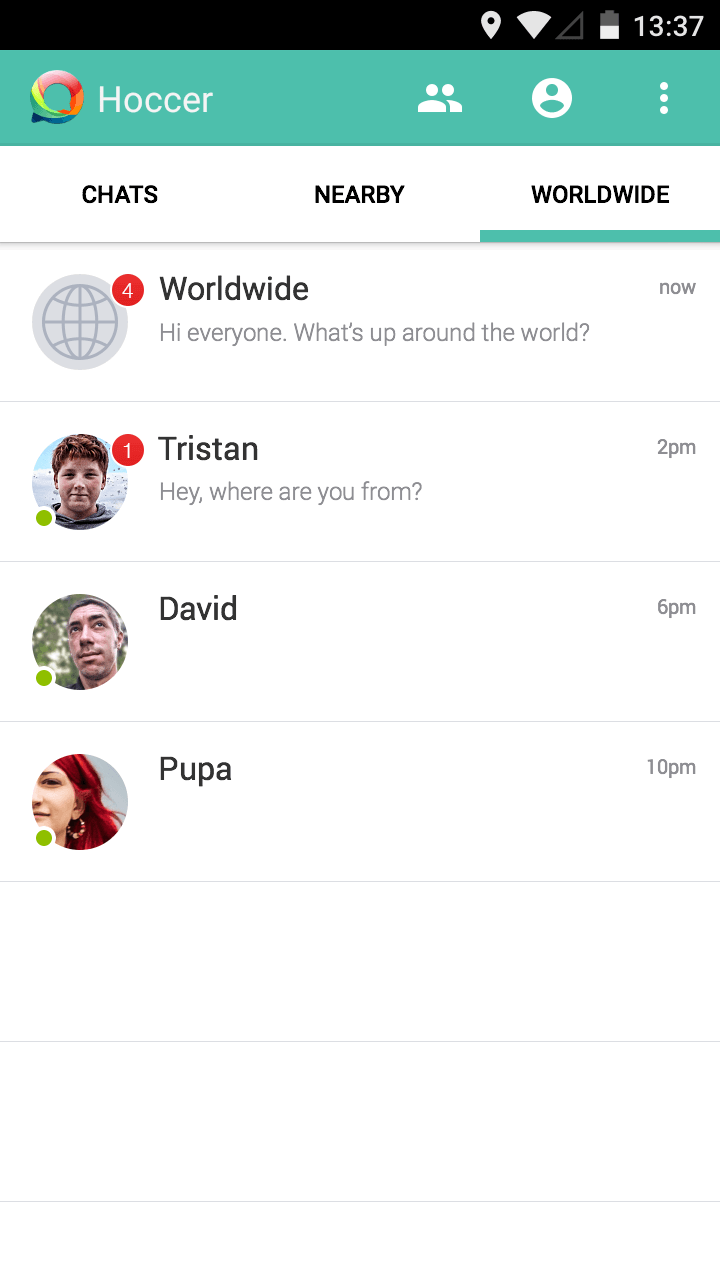 13:37
Hoccer
CHATS NEARBY WORLDWIDE
4 Worldwide now
Hi everyone. What’s up around the world?
1 Tristan 2pm
Hey, where are you from?
David 6pm
Pupa 10pm